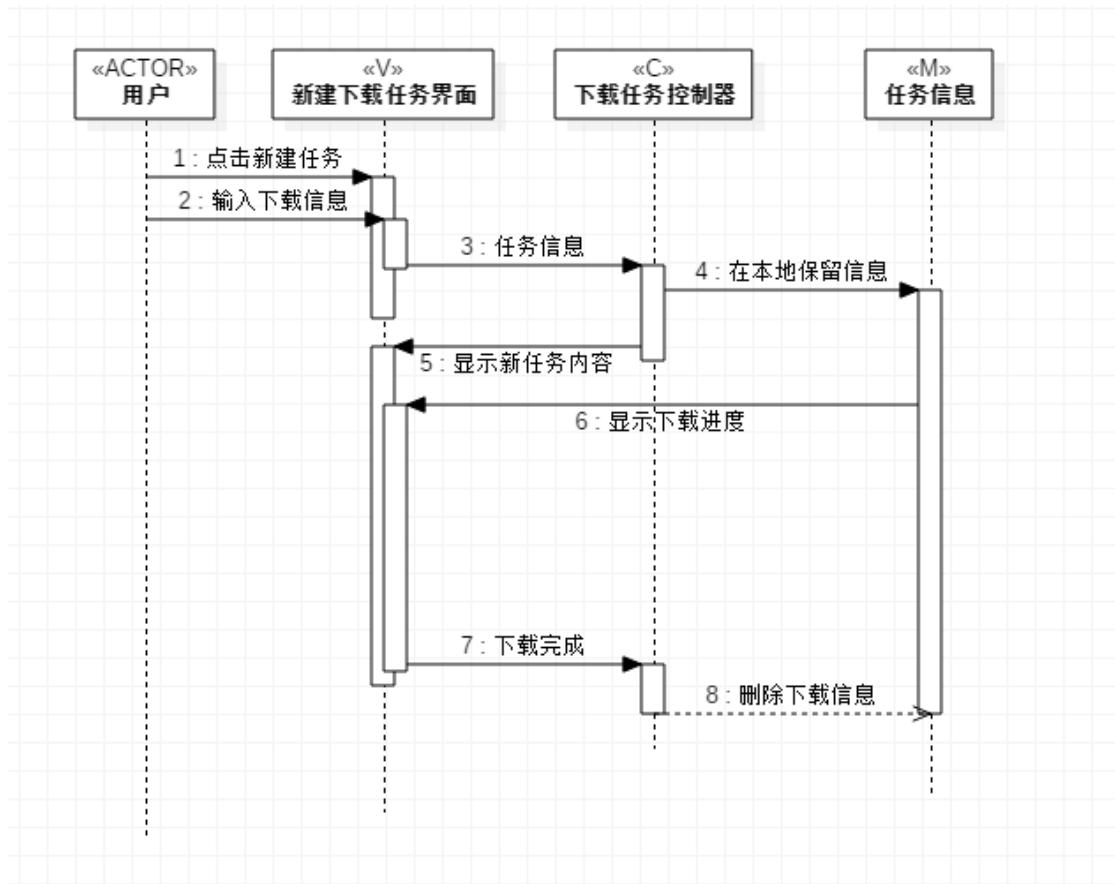 «ACTOR»
用户
«V»
新建下载任务界面
«C»
下载任务控制器
«M»
任务信息
1 : 点击新建任务
2 : 输入下载信息
3 : 任务信息
4 : 在本地保留信息
5 : 显示新任务内容
6 : 显示下载进度
7 : 下载完成
8 : 删除下载信息